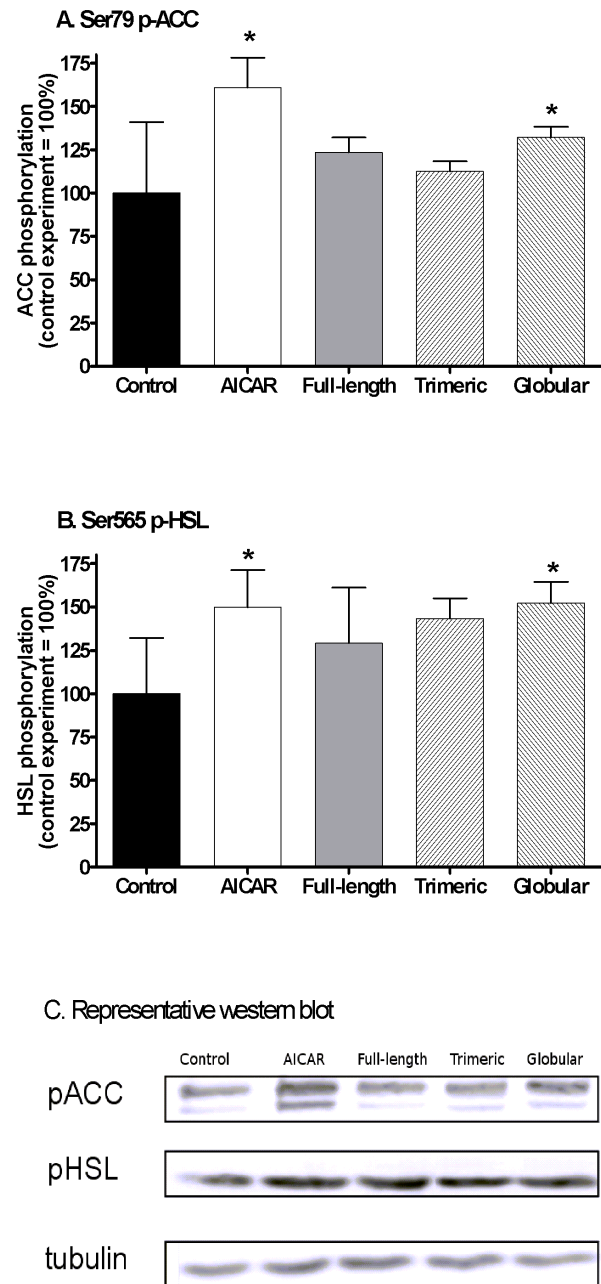 A. Ser79 p-ACC
ACC phosphorylation
(control experiment = 100%)
175
150
125
100
75
50
25
0
*
*
Control AICAR Full-length Trimeric Globular
B. Ser565 p-HSL
HSL phosphorylation
(control experiment = 100%)
175
150
125
100
75
50
25
0
*
*
Control AICAR Full-length Trimeric Globular
C. Representative western blot
Control AICAR Full-length Trimeric Globular
pACC
pHSL
tubulin